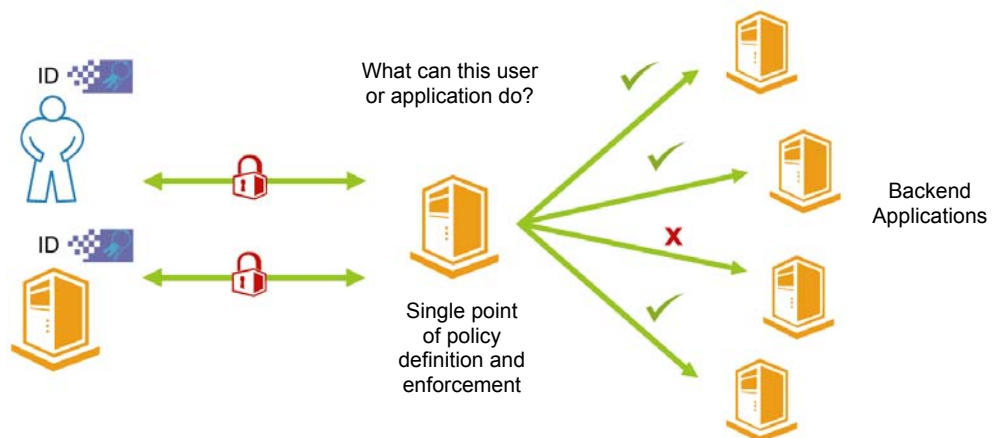 ID
What can this user
or application do?
ID
Single point
of policy
definition and
enforcement
X
Backend
Applications